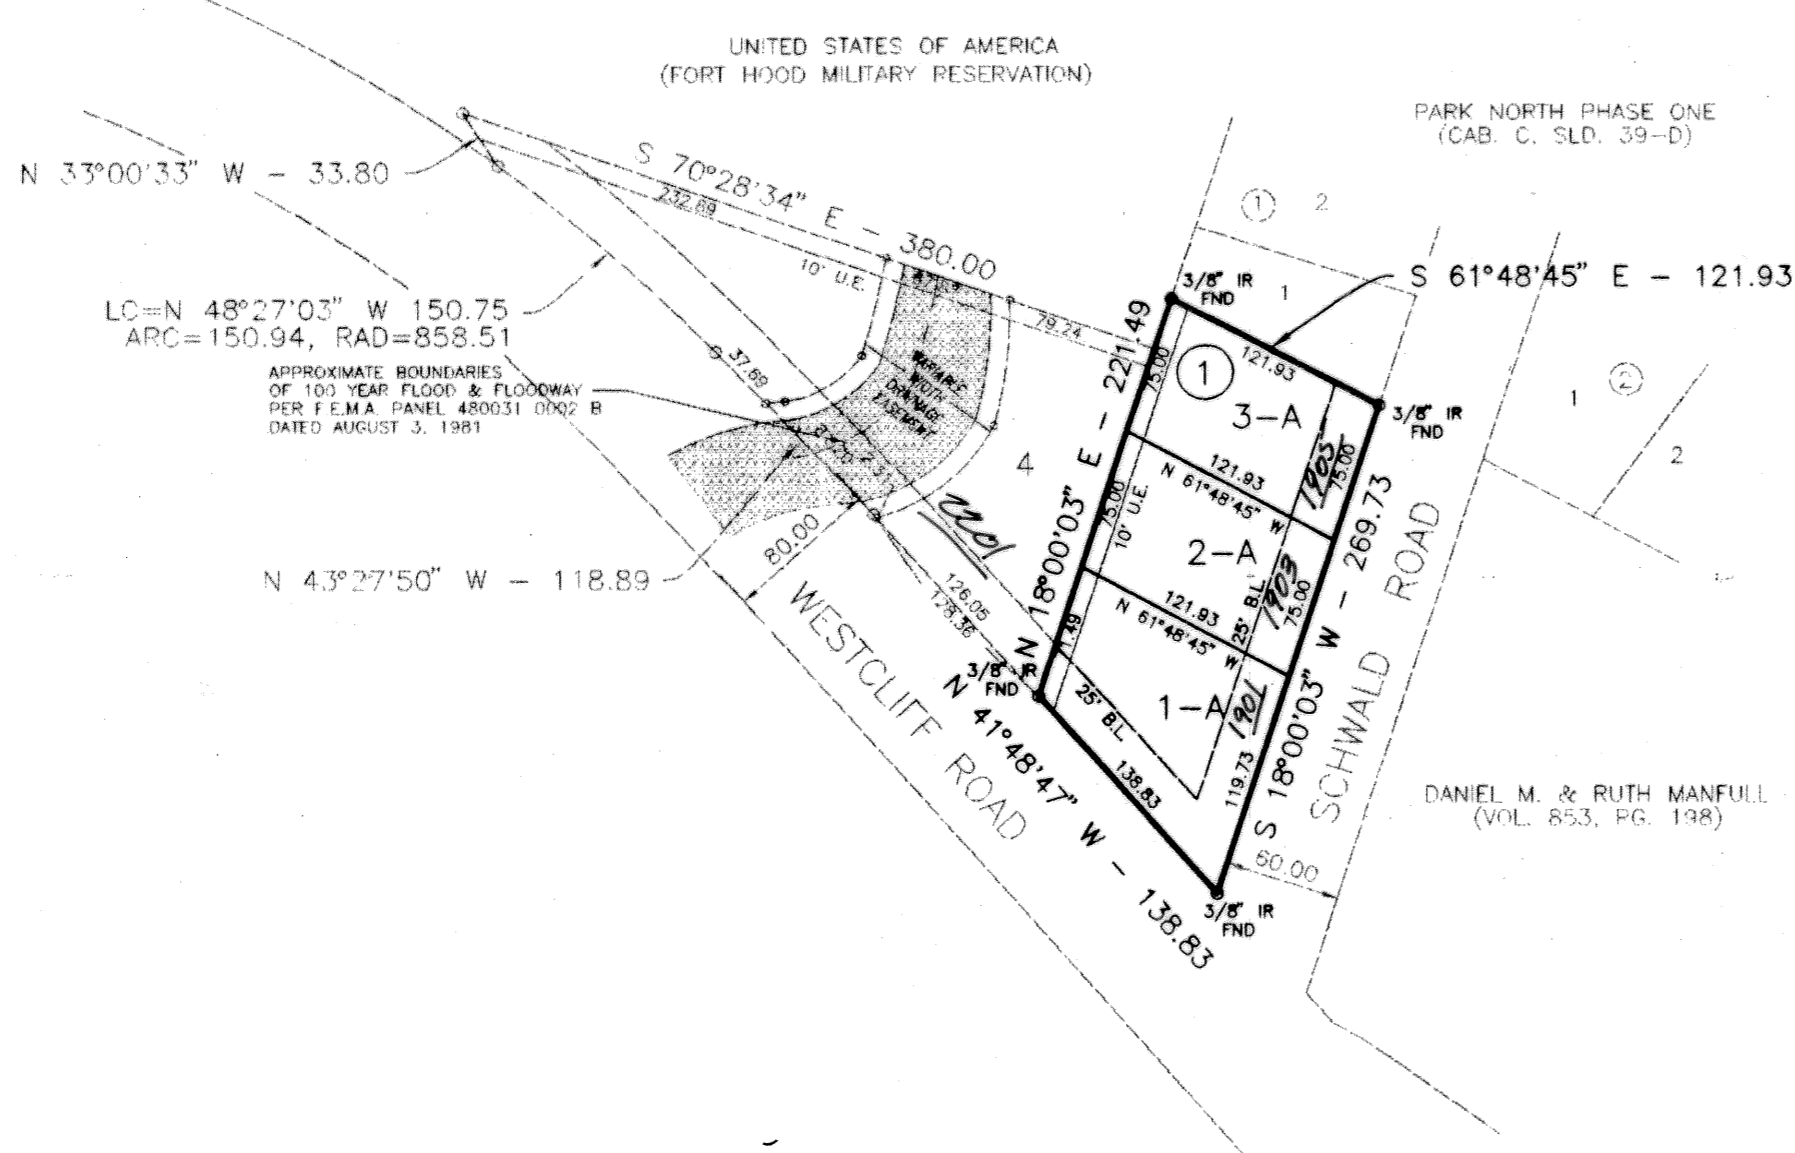 UNITED STATES OF AMERICA
(FORT HOOD MILITARY RESERVATION)
PARK NORTH PHASE ONE
(CAB. C, SLD. 39-D)
N 33°00'33" W - 33.80
S 70°28'34" E - 380.00
232.69
10' U.E.
79.24
1 2
S 61°48'45" E - 121.93
3/8" IR
FND
1
LC=N 48°27'03" W 150.75
ARC=150.94, RAD=858.51
APPROXIMATE BOUNDARIES
OF 100 YEAR FLOOD & FLOODWAY
PER F.E.M.A. PANEL 480031 0002 B
DATED AUGUST 3, 1981
37.69
VARIABLE
WIDTH
DRAINAGE
EASEMENT
N 18°00'03" E - 221.49
75.00
1
121.93
3-A
3/8" IR
FND
1
2
2
4
121.93
N 61°48'45" W
1905
75.00
75.00
10' U.E.
2-A
S 18°00'03" W - 269.73
2201
80.00
N 43°27'50" W - 118.89
126.05
128.36
121.93
N 61°48'45" W
25' B.L.
1903
75.00
SCHWALD ROAD
WESTCLIFF ROAD
3/8" IR
FND
1-A
1901
25' B.L.
119.73
138.83
N 41°48'47" W - 138.83
DANIEL M. & RUTH MANFULL
(VOL. 853, PG. 198)
60.00
3/8" IR
FND